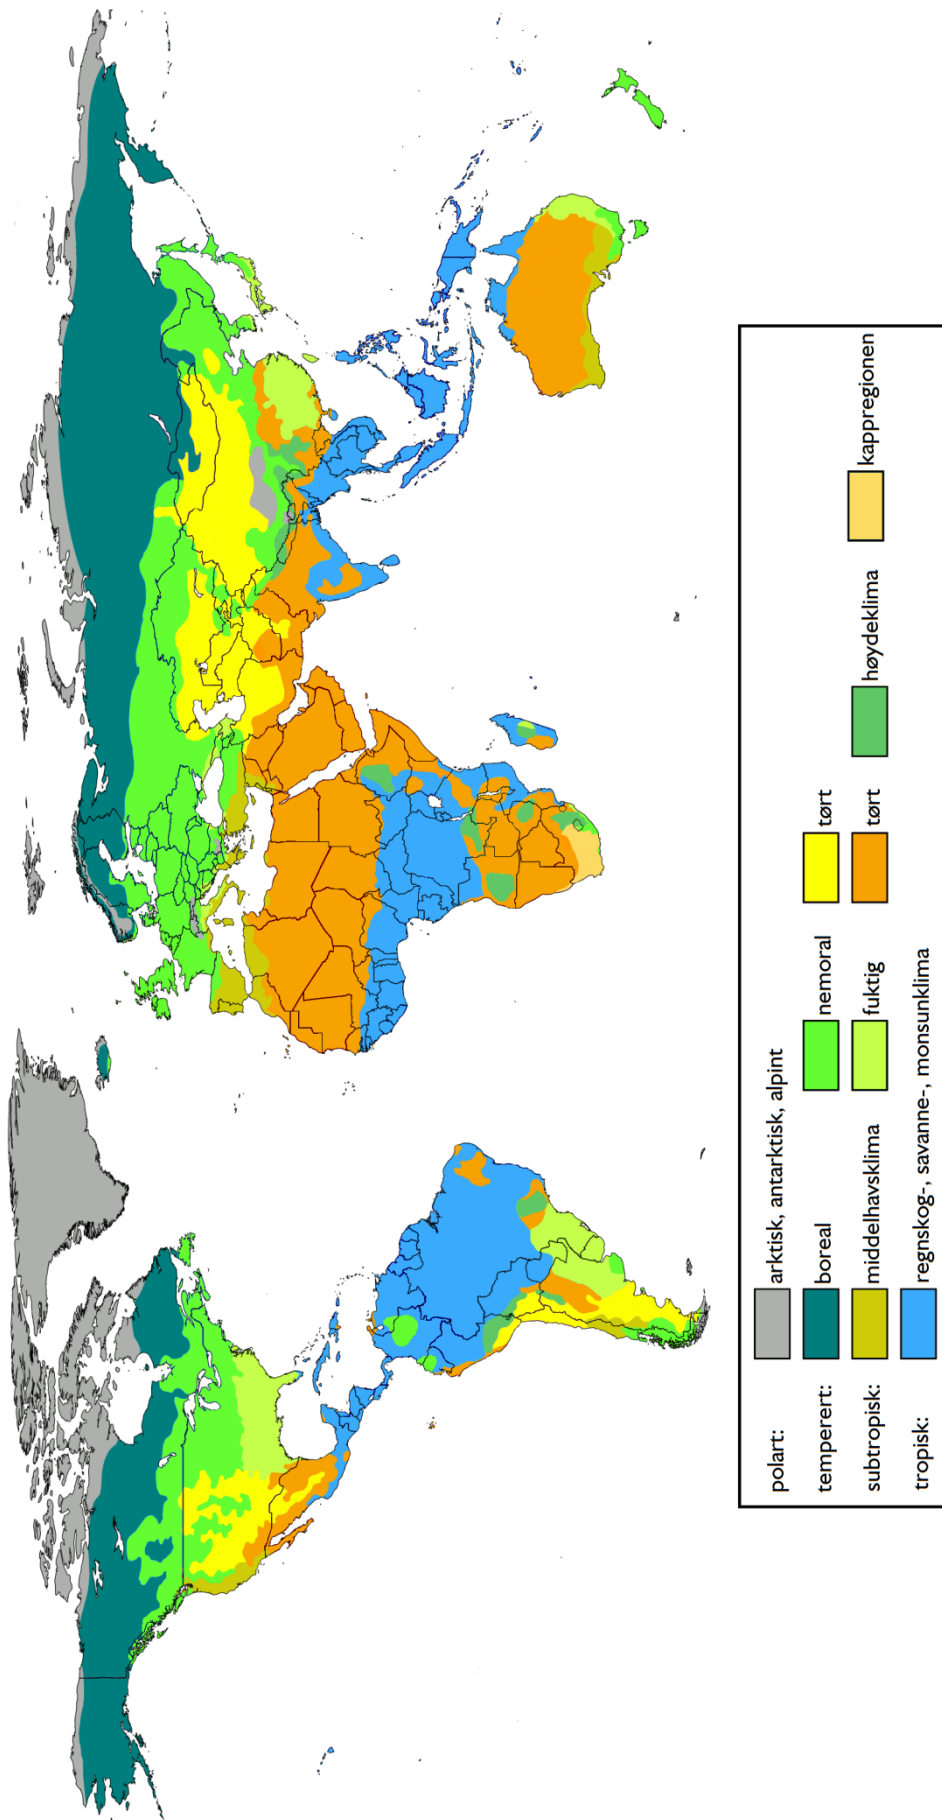 polart: arktisk, antarktisk, alpint
temperert: boreal nemoral tørt
subtropisk: middelhavsklima fuktig tørt høydeklima kappregionen
tropisk: regnskog-, savanne-, monsunklima